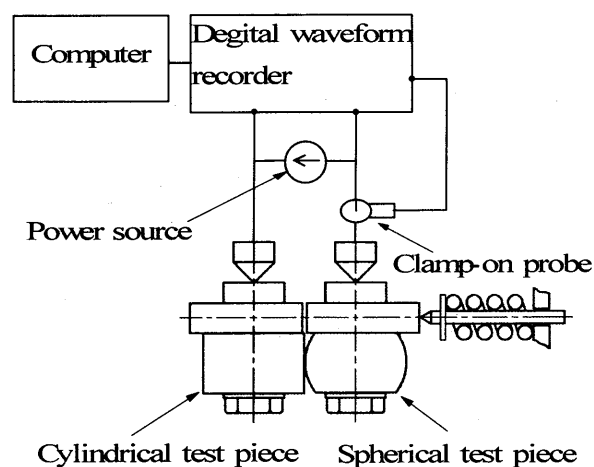 Computer
Degital waveform
recorder
Power source
Clamp-on probe
Cylindrical test piece
Spherical test piece